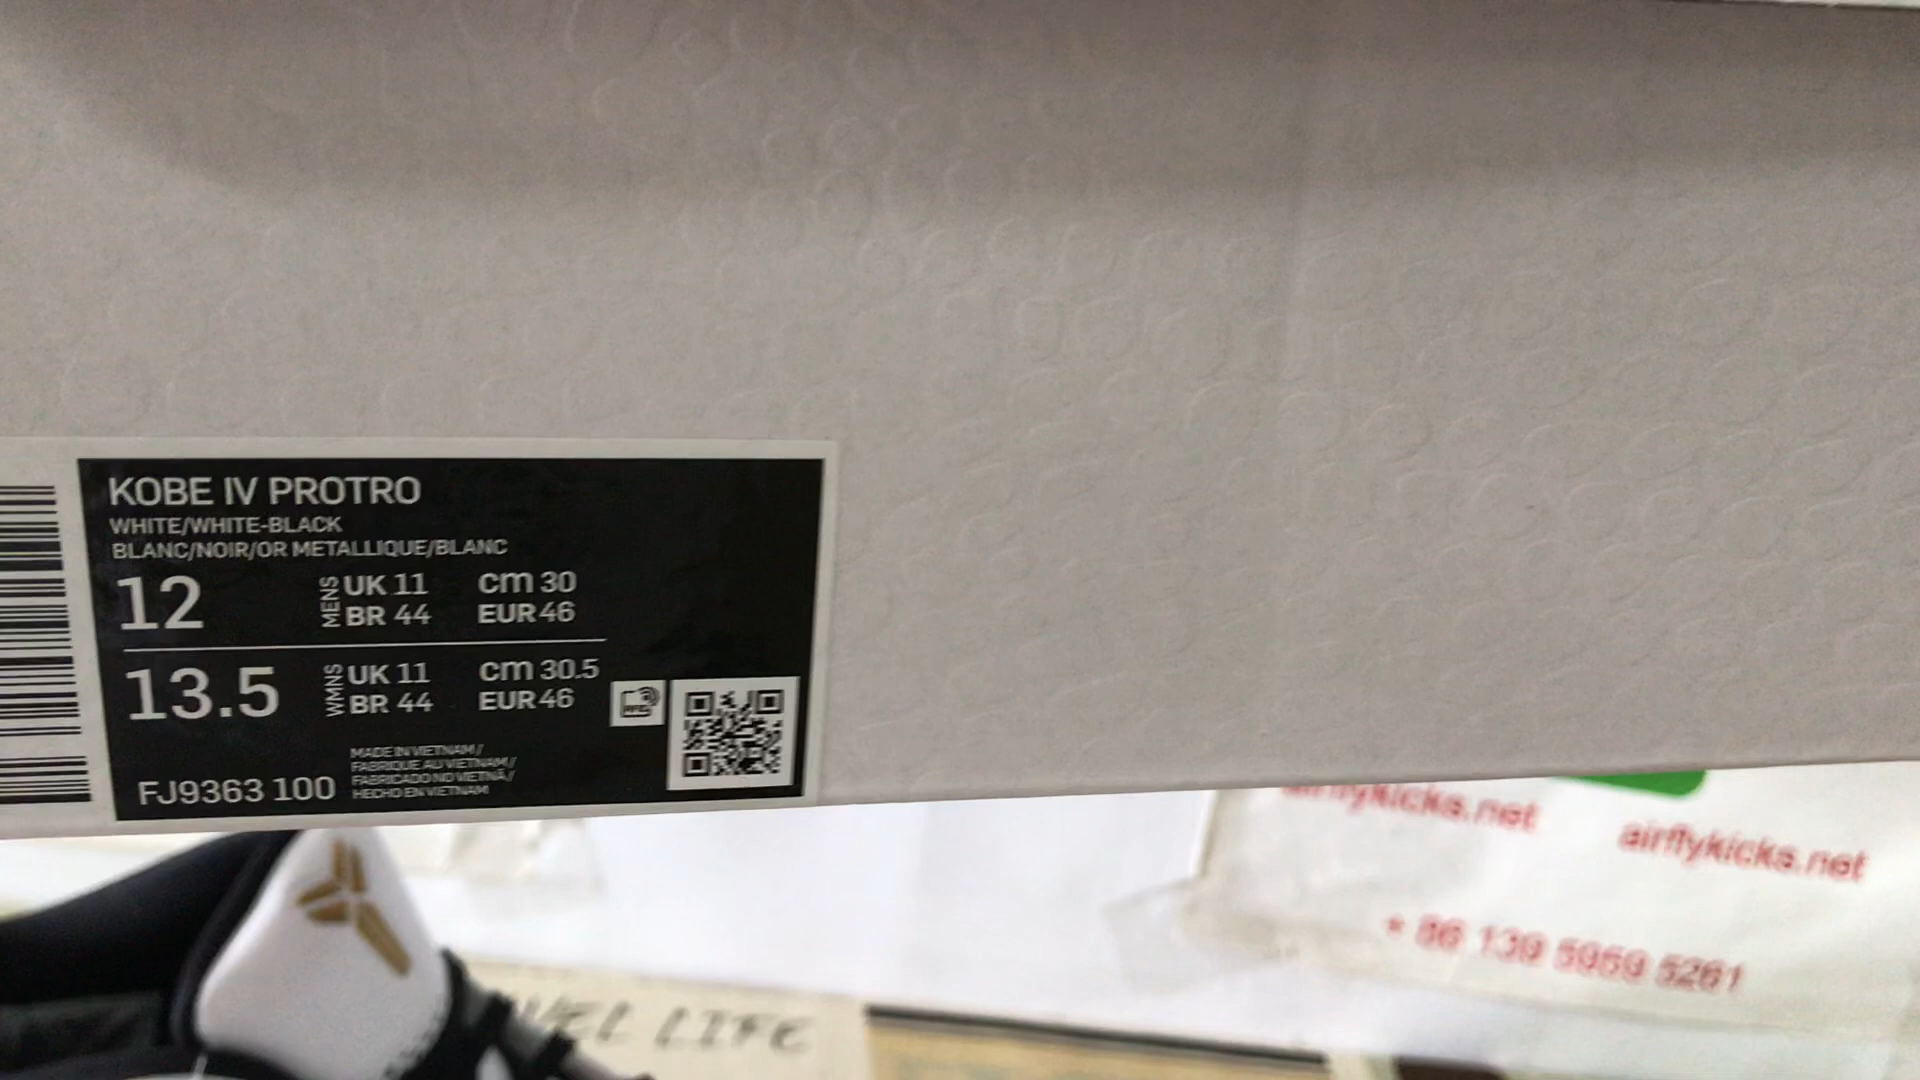 KOBE IV PROTRO
WHITE/WHITE-BLACK
BLANC/NOIR/OR METALLIQUE/BLANC
12 MENS UK 11 cm 30
BR 44 EUR 46
13.5 WMNS UK 11 cm 30.5
BR 44 EUR 46
MADE IN VIETNAM /
FABRIQUE AU VIETNAM /
FABRICADO NO VIETNÃ /
HECHO EN VIETNAM
FJ9363 100
airflykicks.net
airflykicks.net
+ 86 139 5959 5261
LIFE